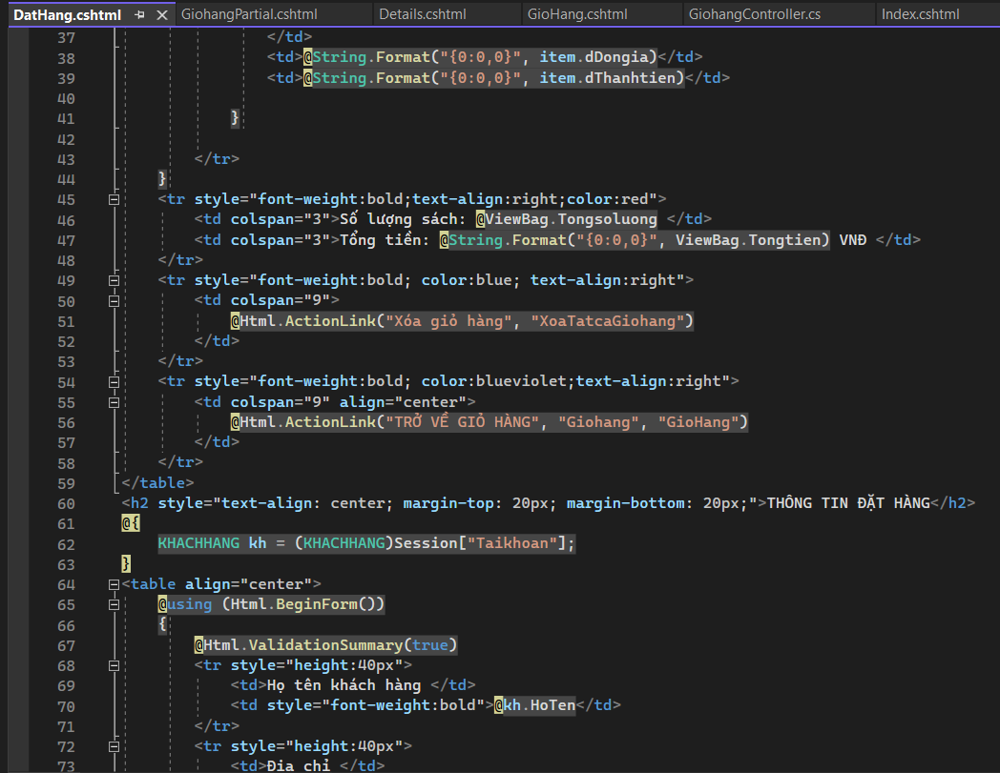 DatHang.cshtml GiohangPartial.cshtml Details.cshtml GioHang.cshtml GiohangController.cs Index.cshtml
37 </td>
38 <td>@String.Format("{0:0,0}", item.dDongia)</td>
39 <td>@String.Format("{0:0,0}", item.dThanhtien)</td>
40
41 }
42
43 </tr>
44 }
45 <tr style="font-weight:bold;text-align:right;color:red">
46 <td colspan="3">Số lượng sách: @ViewBag.Tongsoluong </td>
47 <td colspan="3">Tổng tiền: @String.Format("{0:0,0}", ViewBag.Tongtien) VNĐ </td>
48 </tr>
49 <tr style="font-weight:bold; color:blue; text-align:right">
50 <td colspan="9">
51 @Html.ActionLink("Xóa giỏ hàng", "XoaTatcaGiohang")
52 </td>
53 </tr>
54 <tr style="font-weight:bold; color:blueviolet;text-align:right">
55 <td colspan="9" align="center">
56 @Html.ActionLink("TRỞ VỀ GIỎ HÀNG", "Giohang", "GioHang")
57 </td>
58 </tr>
59 </table>
60 <h2 style="text-align: center; margin-top: 20px; margin-bottom: 20px;">THÔNG TIN ĐẶT HÀNG</h2>
61 @{
62 KHACHHANG kh = (KHACHHANG)Session["Taikhoan"];
63 }
64 <table align="center">
65 @using (Html.BeginForm())
66 {
67 @Html.ValidationSummary(true)
68 <tr style="height:40px">
69 <td>Họ tên khách hàng </td>
70 <td style="font-weight:bold">@kh.HoTen</td>
71 </tr>
72 <tr style="height:40px">
73 <td>Địa chỉ </td>